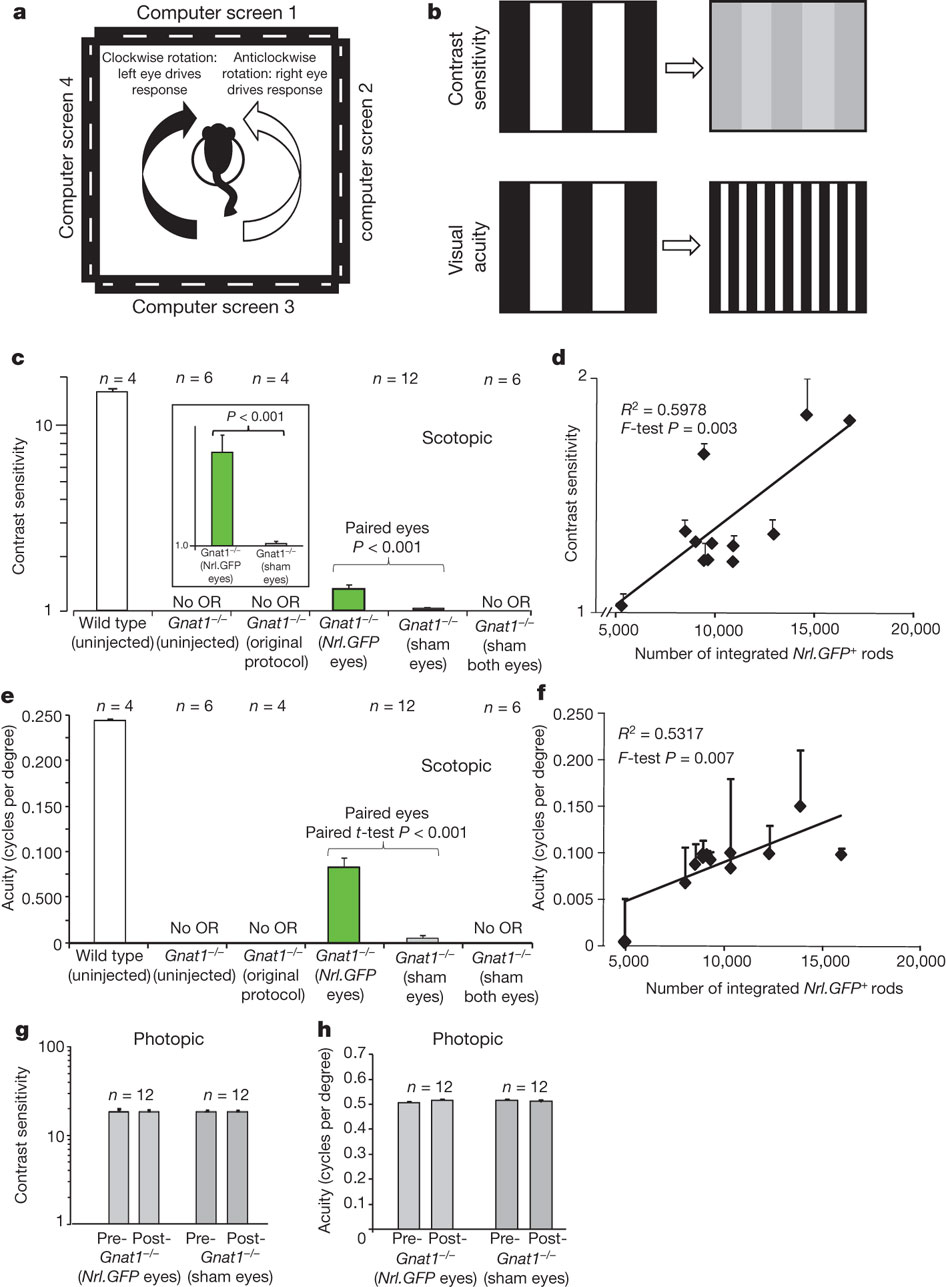 a
Computer screen 1
Clockwise rotation:
left eye drives
response
Anticlockwise
rotation: right eye
drives response
Computer screen 4
computer screen 2
Computer screen 3
b
Contrast
sensitivity
Visual
acuity
c
n = 4
n = 6
n = 4
n = 12
n = 6
Contrast sensitivity
10
1
P < 0.001
1.0
Gnat1–/–
(Nrl.GFP
eyes)
Gnat1–/–
(sham
eyes)
Scotopic
Paired eyes
P < 0.001
No OR
No OR
No OR
Wild type
(uninjected)
Gnat1–/–
(uninjected)
Gnat1–/–
(original
protocol)
Gnat1–/–
(Nrl.GFP
eyes)
Gnat1–/–
(sham
eyes)
Gnat1–/–
(sham
both eyes)
d
2
1
Contrast sensitivity
R2 = 0.5978
F-test P = 0.003
5,000
10,000
15,000
20,000
Number of integrated Nrl.GFP+ rods
e
n = 4
n = 6
n = 4
n = 12
n = 6
Acuity (cycles per degree)
0.250
0.200
0.150
0.100
0.500
0
Scotopic
Paired eyes
Paired t-test P < 0.001
No OR
No OR
No OR
Wild type
(uninjected)
Gnat1–/–
(uninjected)
Gnat1–/–
(original
protocol)
Gnat1–/–
(Nrl.GFP
eyes)
Gnat1–/–
(sham
eyes)
Gnat1–/–
(sham
both eyes)
f
Acuity (cycles per degree)
0.250
0.200
0.150
0.100
0.005
0
R2 = 0.5317
F-test P = 0.007
5,000
10,000
15,000
20,000
Number of integrated Nrl.GFP+ rods
g
Photopic
Contrast sensitivity
100
10
1
n = 12
n = 12
Pre- Post-
Gnat1–/–
(Nrl.GFP eyes)
Pre- Post-
Gnat1–/–
(sham eyes)
h
Photopic
Acuity (cycles per degree)
0.7
0.6
0.5
0.4
0.3
0.2
0.1
0
n = 12
n = 12
Pre- Post-
Gnat1–/–
(Nrl.GFP eyes)
Pre- Post-
Gnat1–/–
(sham eyes)